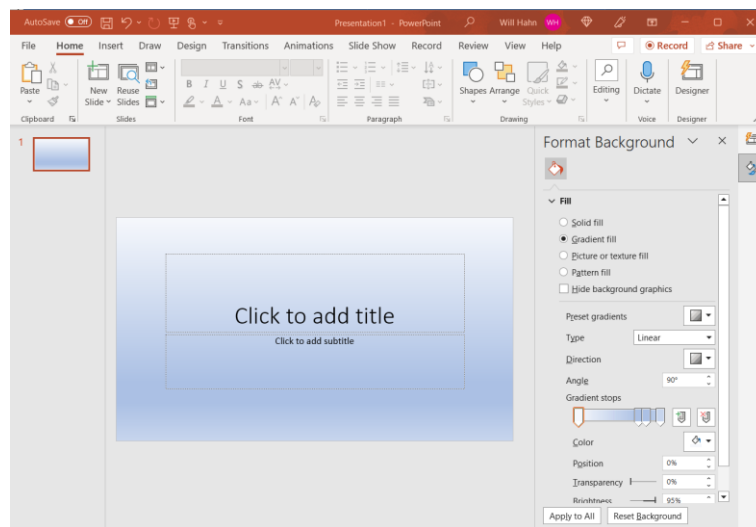 AutoSave Off Presentation1 - PowerPoint Will Hahn WH
File Home Insert Draw Design Transitions Animations Slide Show Record Review View Help Record Share
Paste New Slide Reuse Slides B I U S ab AV A Aa A A A Shapes Arrange Quick Styles Editing Dictate Designer
Clipboard Slides Font Paragraph Drawing Voice Designer
1
Format Background
Fill
Solid fill
Gradient fill
Picture or texture fill
Pattern fill
Hide background graphics
Preset gradients
Type Linear
Direction
Angle 90°
Gradient stops
Color
Position 0%
Transparency 0%
Brightness 95%
Apply to All Reset Background
Click to add title
Click to add subtitle